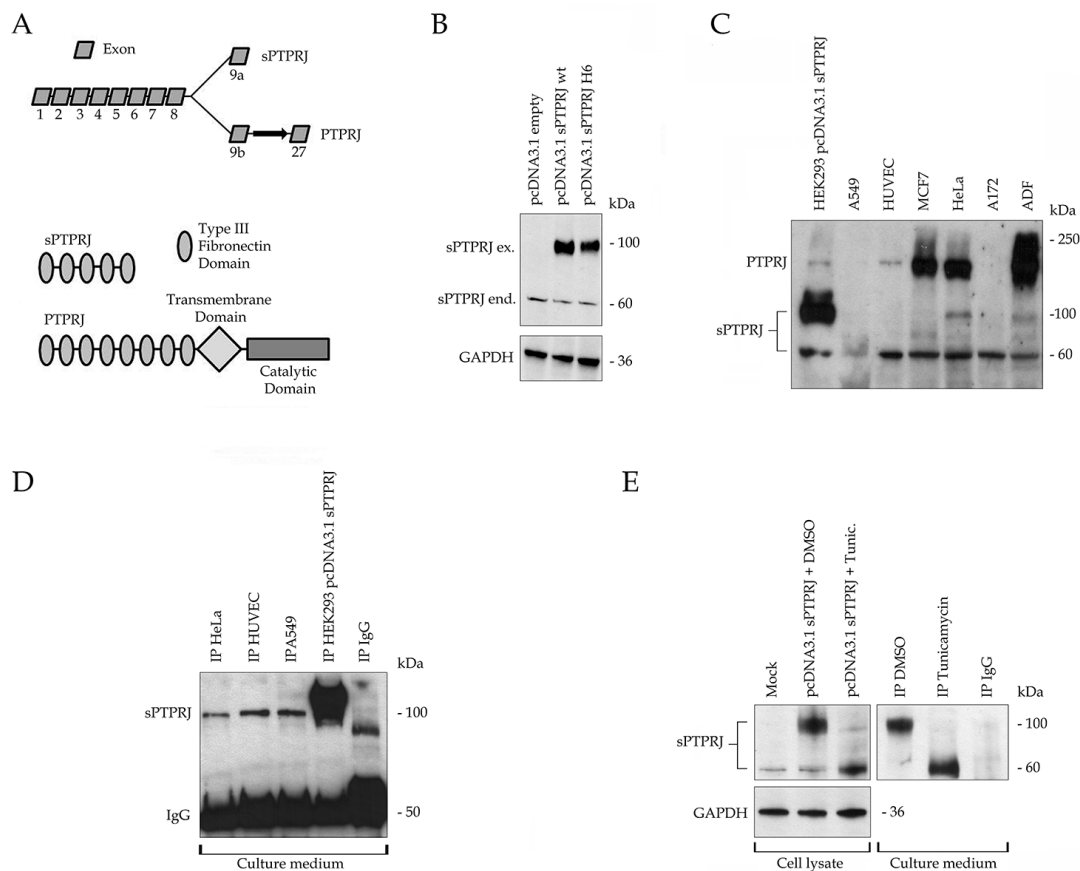 A
Exon
sPTPRJ
9a
1 2 3 4 5 6 7 8
PTPRJ
9b
27
sPTPRJ
Type III
Fibronectin
Domain
PTPRJ
Transmembrane
Domain
Catalytic
Domain
B
pcDNA3.1 empty
pcDNA3.1 sPTPRJ wt
pcDNA3.1 sPTPRJ H6
kDa
sPTPRJ ex.
- 100
sPTPRJ end.
- 60
GAPDH
- 36
C
HEK293 pcDNA3.1 sPTPRJ
A549
HUVEC
MCF7
HeLa
A172
ADF
kDa
- 250
PTPRJ
-100
sPTPRJ
- 60
D
IP HeLa
IP HUVEC
IPA549
IP HEK293 pcDNA3.1 sPTPRJ
IP IgG
kDa
sPTPRJ
- 100
IgG
- 50
Culture medium
E
Mock
pcDNA3.1 sPTPRJ + DMSO
pcDNA3.1 sPTPRJ + Tunic.
IP DMSO
IP Tunicamycin
IP IgG
kDa
- 100
sPTPRJ
- 60
GAPDH
- 36
Cell lysate
Culture medium